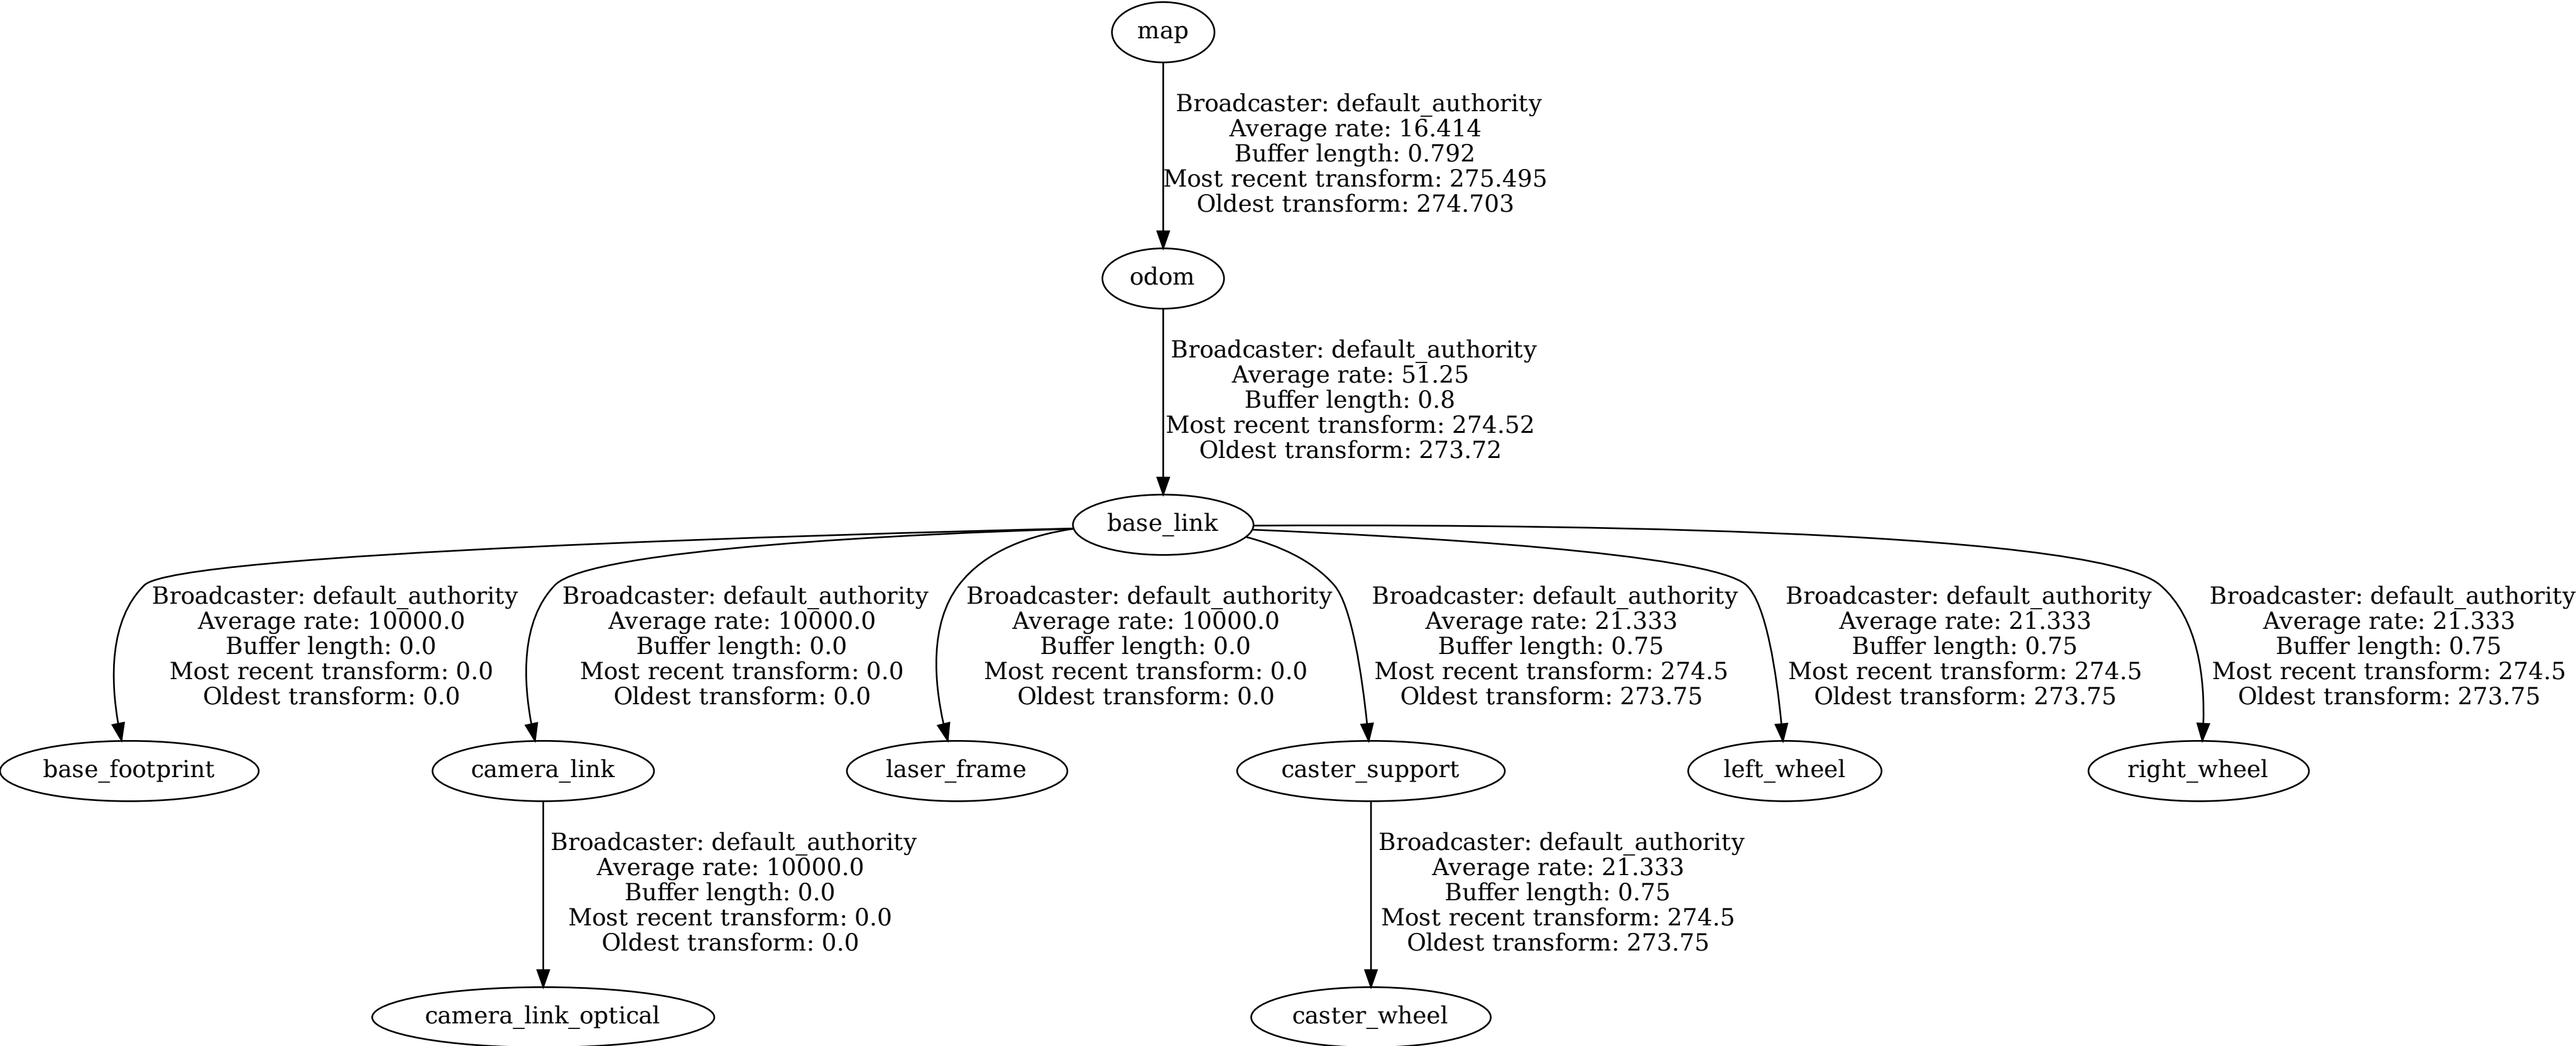 map
Broadcaster: default_authority
Average rate: 16.414
Buffer length: 0.792
Most recent transform: 275.495
Oldest transform: 274.703
odom
Broadcaster: default_authority
Average rate: 51.25
Buffer length: 0.8
Most recent transform: 274.52
Oldest transform: 273.72
base_link
Broadcaster: default_authority
Average rate: 10000.0
Buffer length: 0.0
Most recent transform: 0.0
Oldest transform: 0.0
Broadcaster: default_authority
Average rate: 10000.0
Buffer length: 0.0
Most recent transform: 0.0
Oldest transform: 0.0
Broadcaster: default_authority
Average rate: 10000.0
Buffer length: 0.0
Most recent transform: 0.0
Oldest transform: 0.0
Broadcaster: default_authority
Average rate: 21.333
Buffer length: 0.75
Most recent transform: 274.5
Oldest transform: 273.75
Broadcaster: default_authority
Average rate: 21.333
Buffer length: 0.75
Most recent transform: 274.5
Oldest transform: 273.75
Broadcaster: default_authority
Average rate: 21.333
Buffer length: 0.75
Most recent transform: 274.5
Oldest transform: 273.75
base_footprint
camera_link
laser_frame
caster_support
left_wheel
right_wheel
Broadcaster: default_authority
Average rate: 10000.0
Buffer length: 0.0
Most recent transform: 0.0
Oldest transform: 0.0
Broadcaster: default_authority
Average rate: 21.333
Buffer length: 0.75
Most recent transform: 274.5
Oldest transform: 273.75
camera_link_optical
caster_wheel